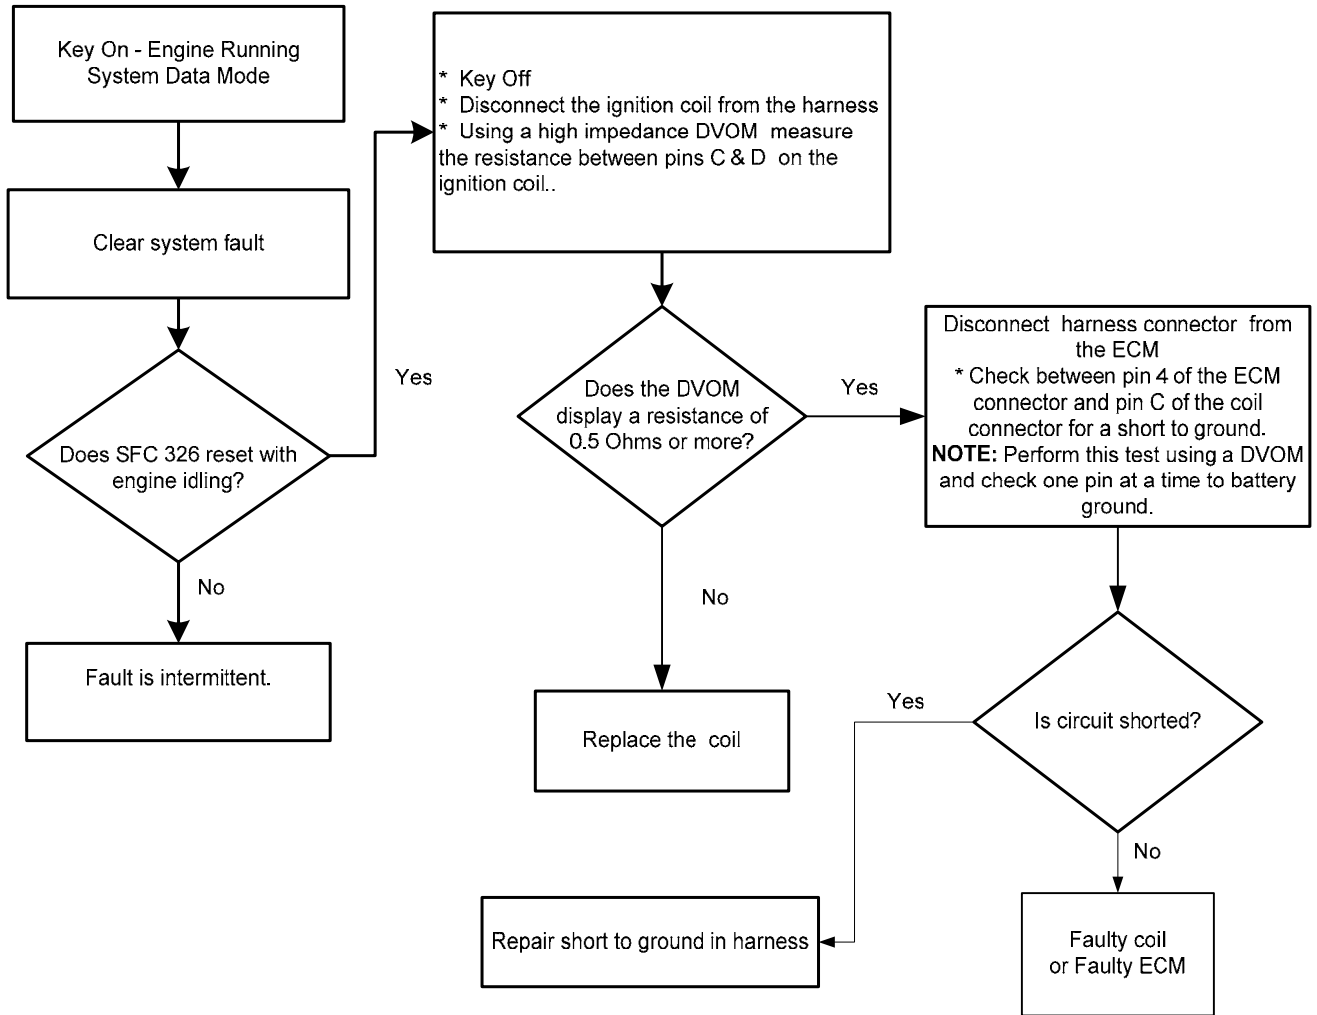 Key On - Engine Running
System Data Mode
Clear system fault
Does SFC 326 reset with
engine idling?
Yes
No
Fault is intermittent.
* Key Off
* Disconnect the ignition coil from the harness
* Using a high impedance DVOM measure
the resistance between pins C & D on the
ignition coil..
Does the DVOM
display a resistance of
0.5 Ohms or more?
Yes
No
Replace the coil
Disconnect harness connector from
the ECM
* Check between pin 4 of the ECM
connector and pin C of the coil
connector for a short to ground.
NOTE: Perform this test using a DVOM
and check one pin at a time to battery
ground.
Is circuit shorted?
Yes
No
Repair short to ground in harness
Faulty coil
or Faulty ECM